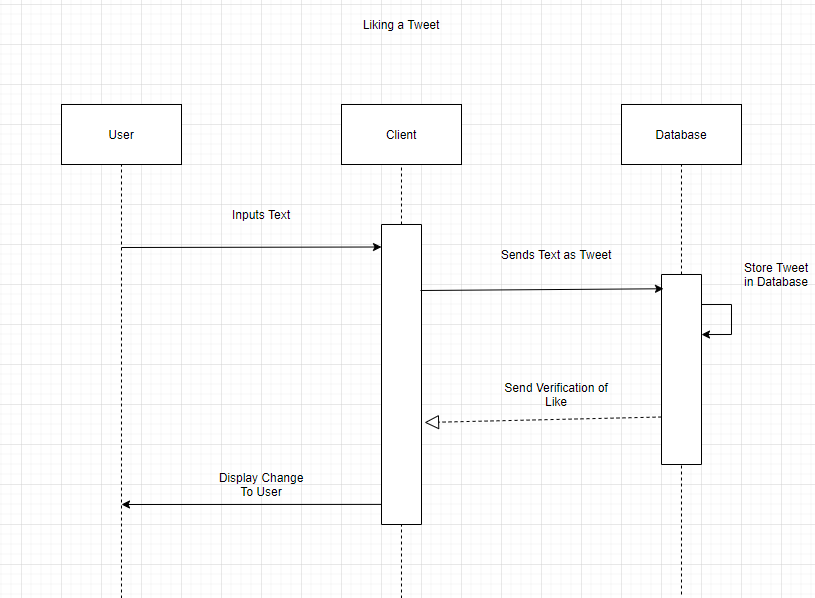 Liking a Tweet
User
Client
Database
Inputs Text
Sends Text as Tweet
Store Tweet
in Database
Send Verification of
Like
Display Change
To User